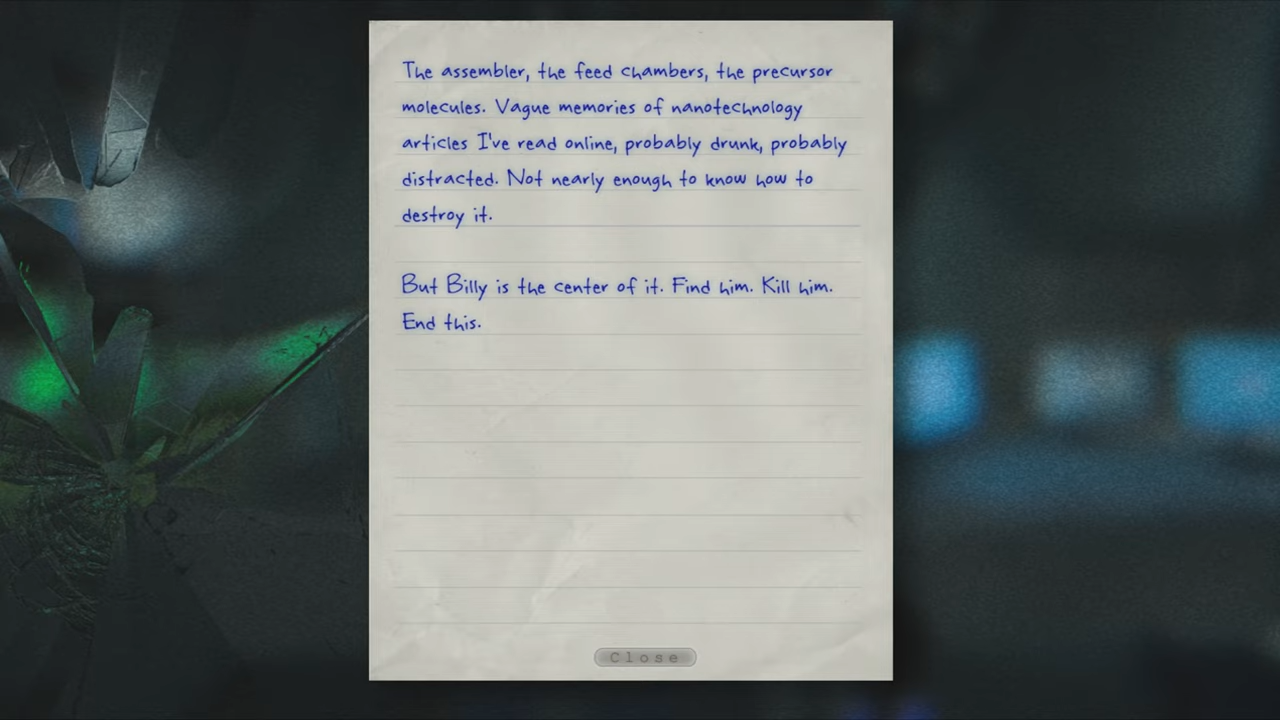 The assembler, the feed chambers, the precursor
molecules. Vague memories of nanotechnology
articles I've read online, probably drunk, probably
distracted. Not nearly enough to know how to
destroy it.
But Billy is the center of it. Find him. Kill him.
End this.
Close